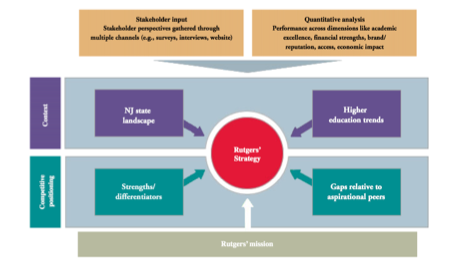 Stakeholder input
Stakeholder perspectives gathered through
multiple channels (e.g., surveys, interviews, website)
Quantitative analysis
Performance across dimensions like academic
excellence, financial strengths, brand/
reputation, access, economic impact
Context
NJ state
landscape
Higher
education trends
Rutgers'
Strategy
Competitive
positioning
Strengths/
differentiators
Gaps relative to
aspirational peers
Rutgers' mission